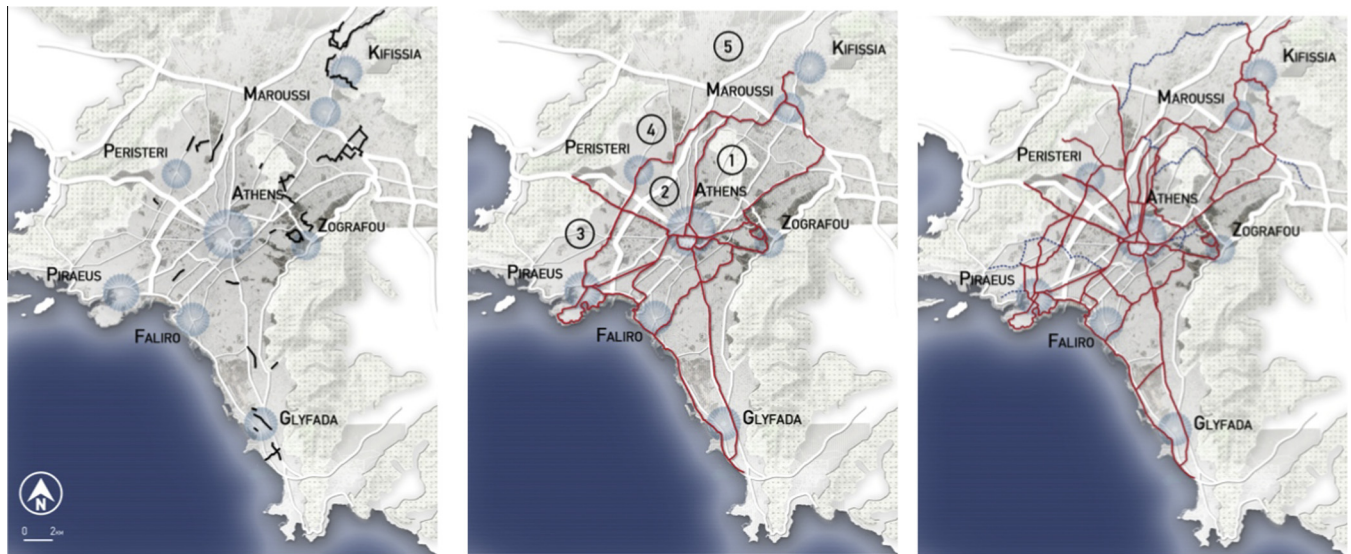 KIFISSIA
MAROUSSI
PERISTERI
ATHENS
ZOGRAFOU
PIRAEUS
FALIRO
GLYFADA
N
0 2KM
5
KIFISSIA
MAROUSSI
4
PERISTERI
1
2
ATHENS
ZOGRAFOU
3
PIRAEUS
FALIRO
GLYFADA
KIFISSIA
MAROUSSI
PERISTERI
ATHENS
ZOGRAFOU
PIRAEUS
FALIRO
GLYFADA